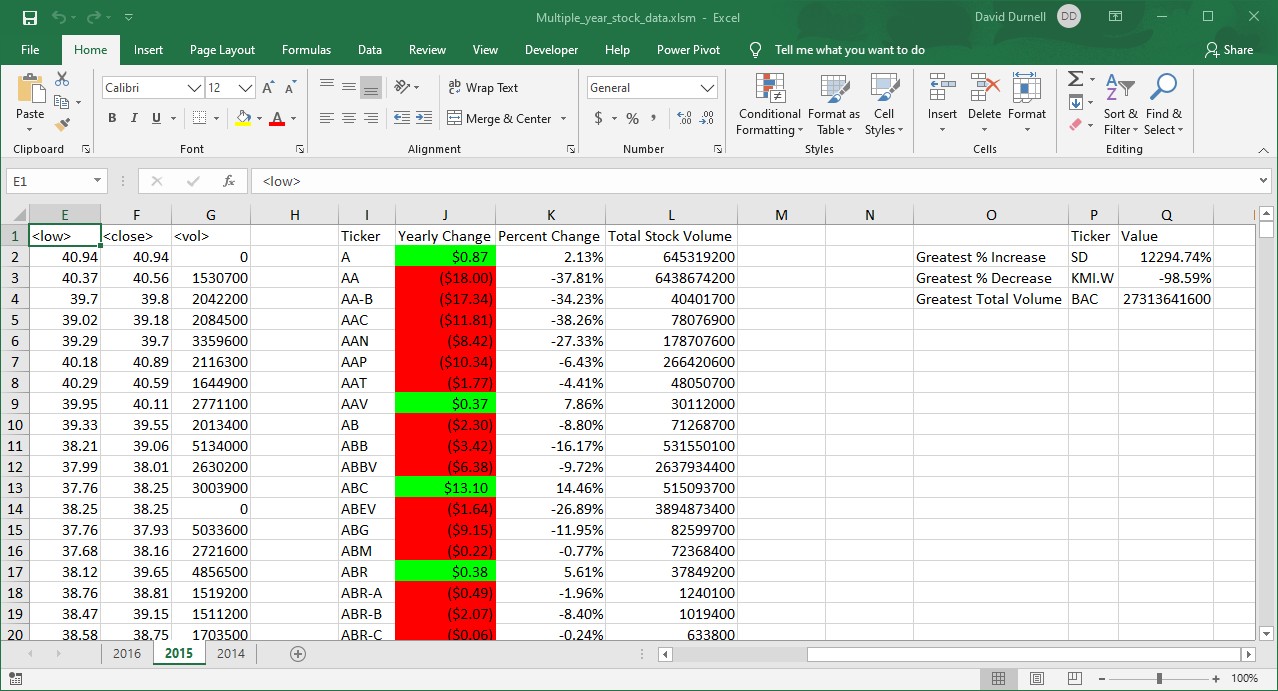 Multiple_year_stock_data.xlsm - Excel David Durnell DD
File Home Insert Page Layout Formulas Data Review View Developer Help Power Pivot Tell me what you want to do Share
Paste Calibri 12 A A Wrap Text General Conditional Formatting Format as Table Cell Styles Insert Delete Format Sort & Filter Find & Select
B I U A Merge & Center $ % ,
Clipboard Font Alignment Number Styles Cells Editing
E1 fx <low>
E F G H I J K L M N O P Q
1 <low> <close> <vol> Ticker Yearly Change Percent Change Total Stock Volume Ticker Value
2 40.94 40.94 0 A $0.87 2.13% 645319200 Greatest % Increase SD 12294.74%
3 40.37 40.56 1530700 AA ($18.00) -37.81% 6438674200 Greatest % Decrease KMI.W -98.59%
4 39.7 39.8 2042200 AA-B ($17.34) -34.23% 40401700 Greatest Total Volume BAC 27313641600
5 39.02 39.18 2084500 AAC ($11.81) -38.26% 78076900
6 39.29 39.7 3359600 AAN ($8.42) -27.33% 178707600
7 40.18 40.89 2116300 AAP ($10.34) -6.43% 266420600
8 40.29 40.59 1644900 AAT ($1.77) -4.41% 48050700
9 39.95 40.11 2771100 AAV $0.37 7.86% 30112000
10 39.33 39.55 2013400 AB ($2.30) -8.80% 71268700
11 38.21 39.06 5134000 ABB ($3.42) -16.17% 531550100
12 37.99 38.01 2630200 ABBV ($6.38) -9.72% 2637934400
13 37.76 38.25 3003900 ABC $13.10 14.46% 515093700
14 38.25 38.25 0 ABEV ($1.64) -26.89% 3894873400
15 37.76 37.93 5033600 ABG ($9.15) -11.95% 82599700
16 37.68 38.16 2721600 ABM ($0.22) -0.77% 72368400
17 38.12 39.65 4856500 ABR $0.38 5.61% 37849200
18 38.76 38.81 1519200 ABR-A ($0.49) -1.96% 1240100
19 38.47 39.15 1511200 ABR-B ($2.07) -8.40% 1019400
20 38.58 38.75 1703500 ABR-C ($0.06) -0.24% 633800
2016 2015 2014
100%